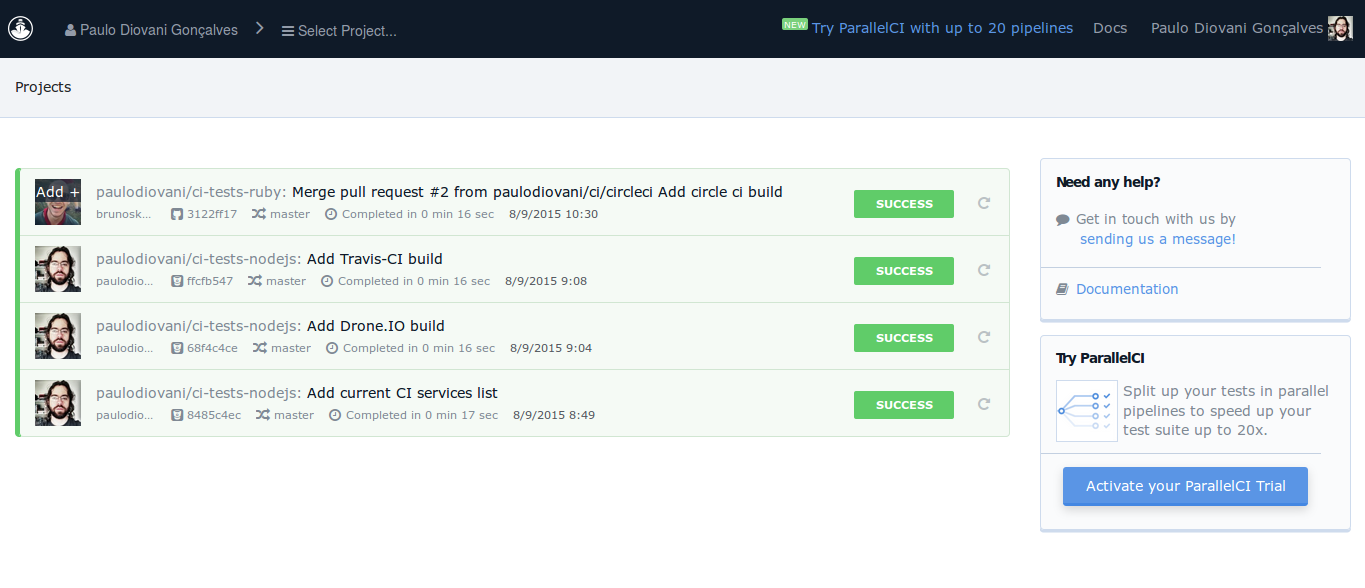 Paulo Diovani Gonçalves
Select Project...
NEW Try ParallelCI with up to 20 pipelines
Docs
Paulo Diovani Gonçalves
Projects
Add +
paulodiovani/ci-tests-ruby: Merge pull request #2 from paulodiovani/ci/circleci Add circle ci build
brunosk... 3122ff17 master Completed in 0 min 16 sec 8/9/2015 10:30
SUCCESS
paulodiovani/ci-tests-nodejs: Add Travis-CI build
paulodio... ffcfb547 master Completed in 0 min 16 sec 8/9/2015 9:08
SUCCESS
paulodiovani/ci-tests-nodejs: Add Drone.IO build
paulodio... 68f4c4ce master Completed in 0 min 16 sec 8/9/2015 9:04
SUCCESS
paulodiovani/ci-tests-nodejs: Add current CI services list
paulodio... 8485c4ec master Completed in 0 min 17 sec 8/9/2015 8:49
SUCCESS
Need any help?
Get in touch with us by
sending us a message!
Documentation
Try ParallelCI
Split up your tests in parallel
pipelines to speed up your
test suite up to 20x.
Activate your ParallelCI Trial